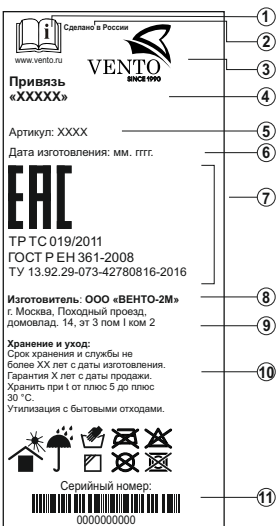 Сделано в России
www.vento.ru
VENTO
SINCE 1990
Привязь
«XXXXX»
Артикул: XXXX
Дата изготовления: мм. гггг.
ЕАС
ТР ТС 019/2011
ГОСТ Р ЕН 361-2008
ТУ 13.92.29-073-42780816-2016
Изготовитель: ООО «ВЕНТО-2М»
г. Москва, Походный проезд,
домовлад. 14, эт 3 пом I ком 2
Хранение и уход:
Срок хранения и службы не
более XX лет с даты изготовления.
Гарантия X лет с даты продажи.
Хранить при t от плюс 5 до плюс
30 °C.
Утилизация с бытовыми отходами.
Серийный номер:
0000000000
1
2
3
4
5
6
7
8
9
10
11